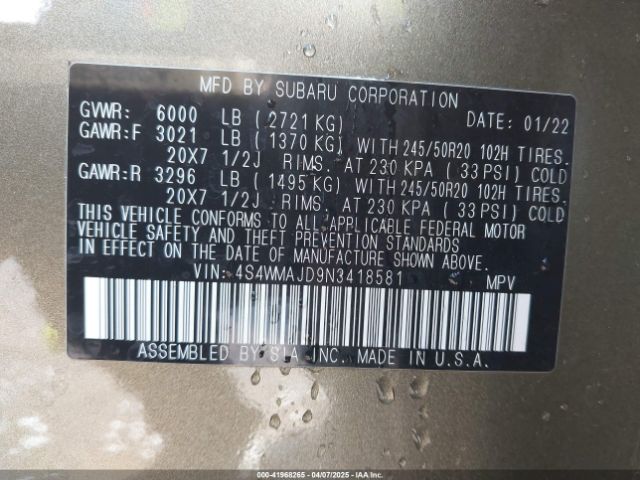 MFD BY SUBARU CORPORATION
GVWR: 6000 LB ( 2721 KG) DATE: 01/22
GAWR:F 3021 LB ( 1370 KG) WITH 245/50R20 102H TIRES.
20X7 1/2J RIMS. AT 230 KPA ( 33 PSI) COLD
GAWR:R 3296 LB ( 1495 KG) WITH 245/50R20 102H TIRES.
20X7 1/2J RIMS. AT 230 KPA ( 33 PSI) COLD
THIS VEHICLE CONFORMS TO ALL APPLICABLE FEDERAL MOTOR
VEHICLE SAFETY AND THEFT PREVENTION STANDARDS
IN EFFECT ON THE DATE OF MANUFACTURE SHOWN ABOVE.
VIN: 4S4WMAJD9N3418581 MPV
ASSEMBLED BY SIA INC. MADE IN U.S.A.
000-41968265 - 04/07/2025 - IAAI.COM